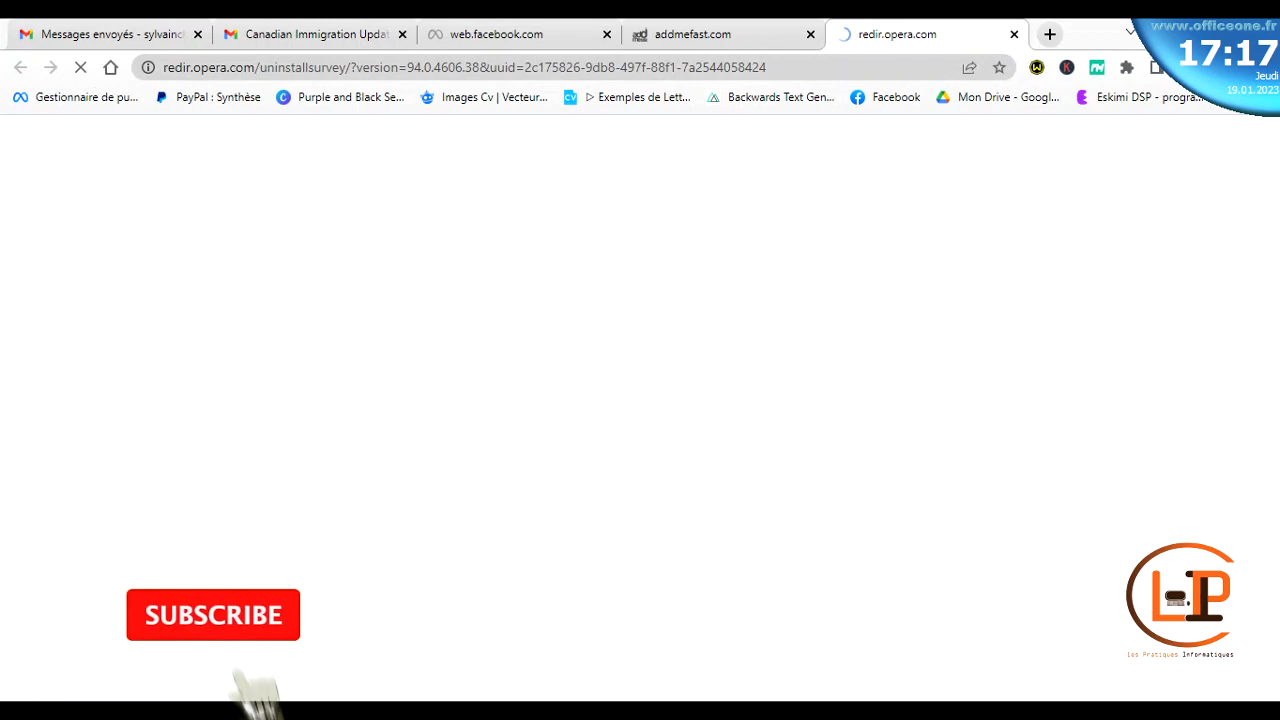 Messages envoyés - sylvainc
Canadian Immigration Updat
web.facebook.com
addmefast.com
redir.opera.com
www.officeone.fr
17:17
Jeudi
19.01.2023
redir.opera.com/uninstallsurvey/?version=94.0.4606.38&uuid=2c175826-9db8-497f-88f1-7a2544058424
Gestionnaire de pu...
PayPal : Synthèse
Purple and Black Se...
Images Cv | Vecteur...
CV
▷ Exemples de Lett...
Backwards Text Gen...
Facebook
Mon Drive - Googl...
Eskimi DSP - progra
SUBSCRIBE
L.P
Les Pratiques Informatiques